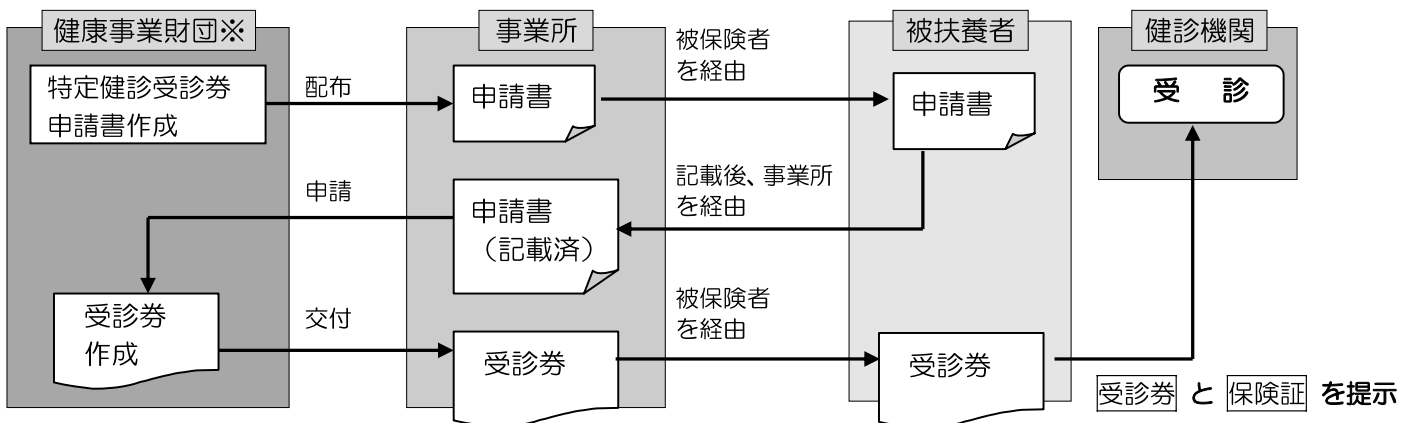 健康事業財団※
事業所
被扶養者
健診機関
特定健診受診券
申請書作成
配布
申請書
被保険者
を経由
申請書
受　診
申請
申請書
（記載済）
記載後、事業所
を経由
受診券
作成
交付
受診券
被保険者
を経由
受診券
受診券 と 保険証 を提示